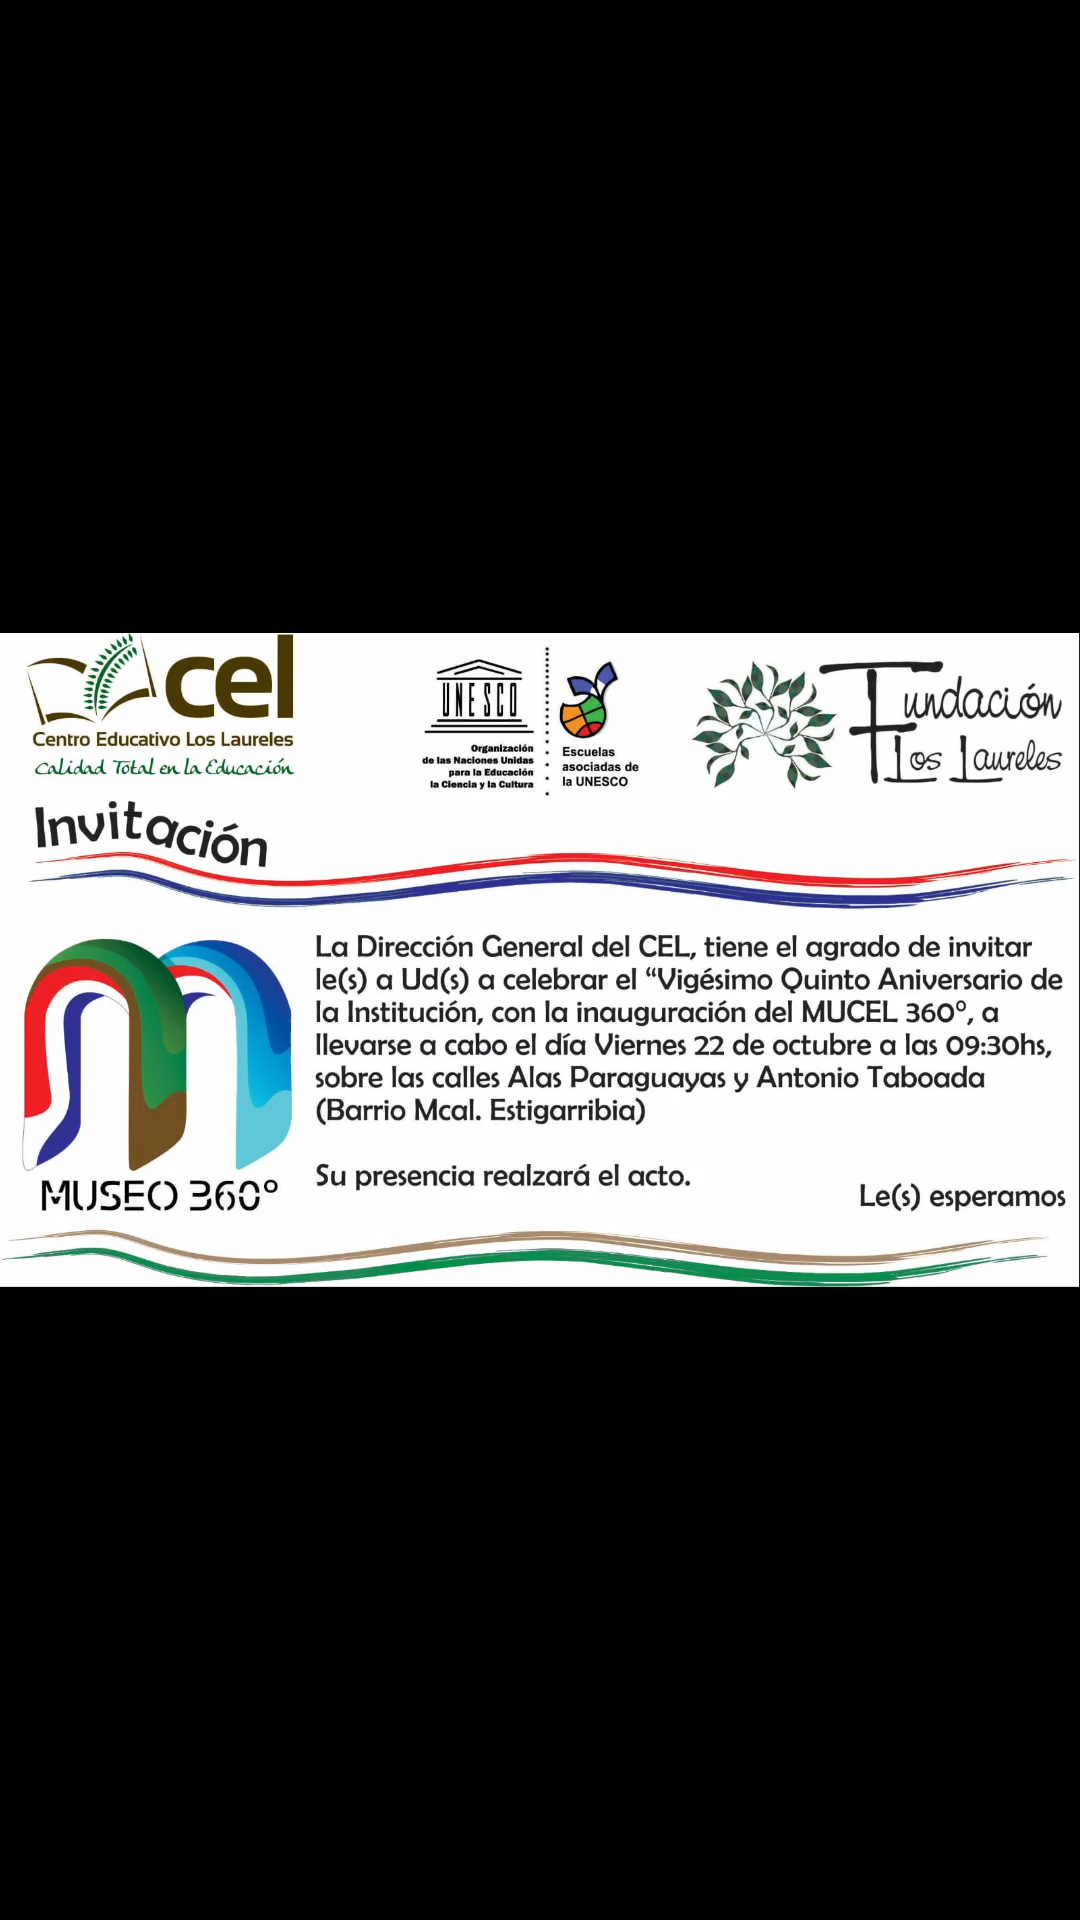 cel
Centro Educativo Los Laureles
Calidad Total en la Educación
UNESCO
Organización
de las Naciones Unidas
para la Educación
la Ciencia y la Cultura
Escuelas
asociadas de
la UNESCO
Fundación
Los Laureles
Invitación
La Dirección General del CEL, tiene el agrado de invitar
le(s) a Ud(s) a celebrar el “Vigésimo Quinto Aniversario de
la Institución, con la inauguración del MUCEL 360°, a
llevarse a cabo el día Viernes 22 de octubre a las 09:30hs,
sobre las calles Alas Paraguayas y Antonio Taboada
(Barrio Mcal. Estigarribia)
Su presencia realzará el acto.
Le(s) esperamos
MUSEO 360°